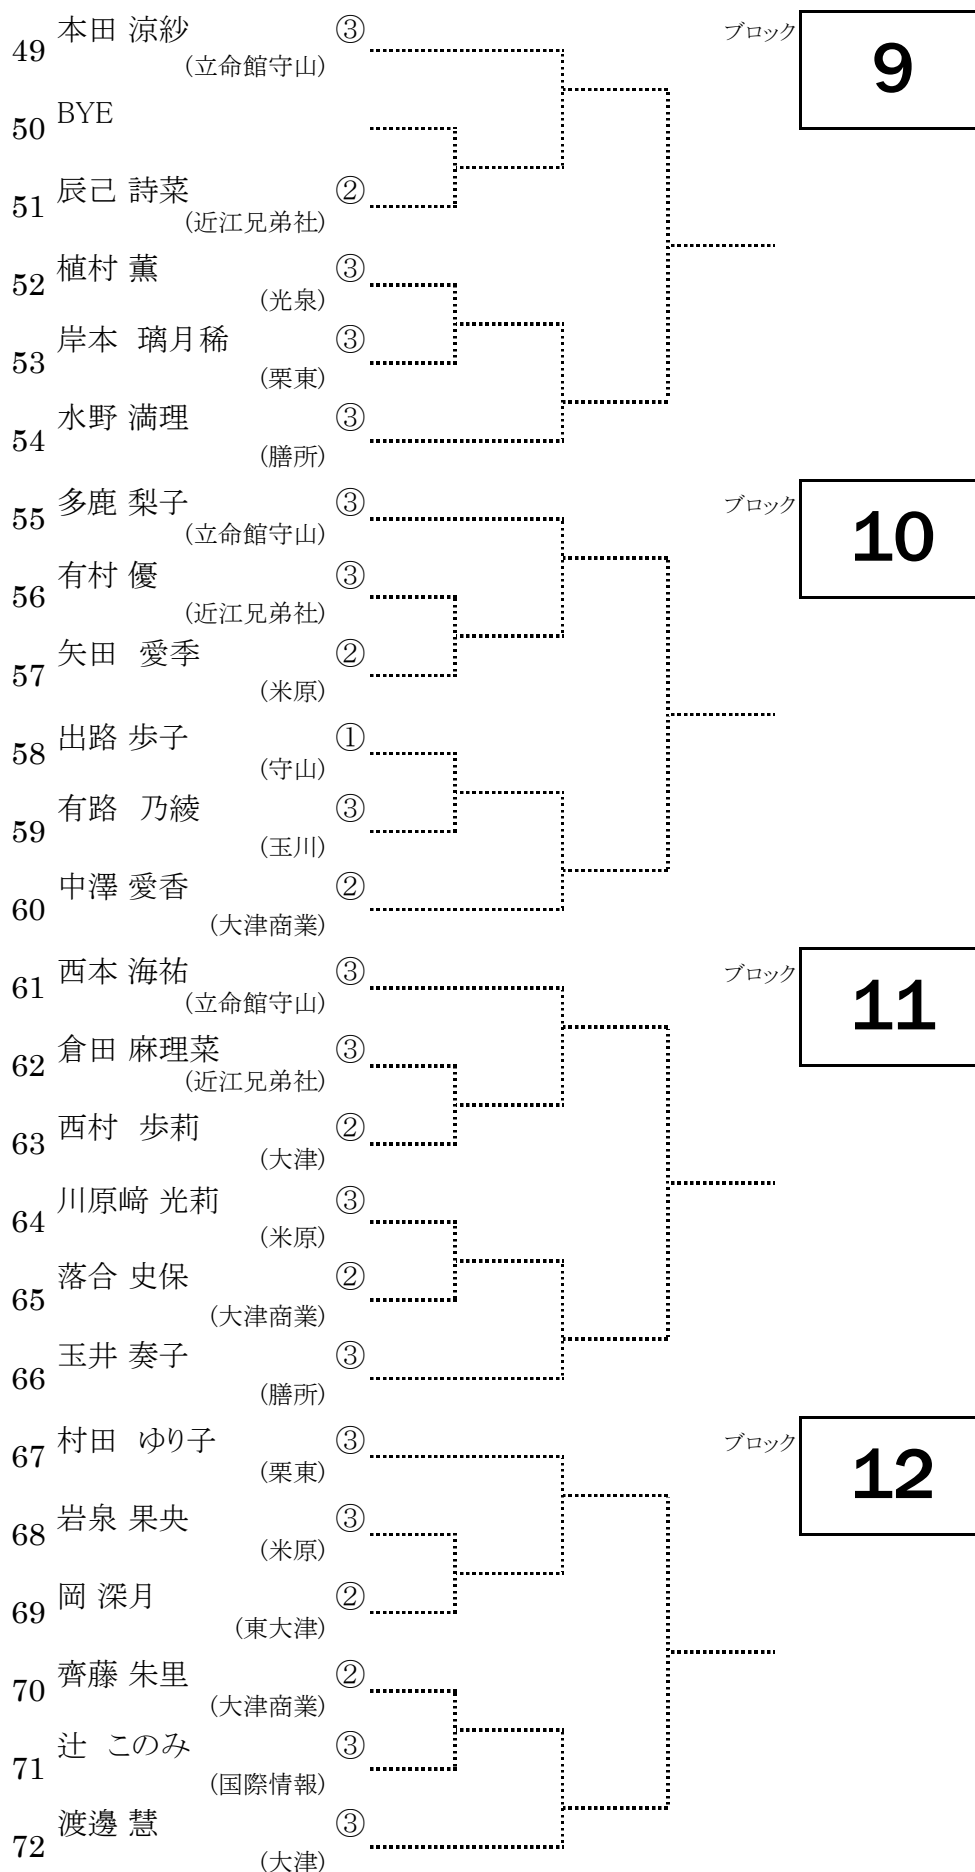 49 本田 涼紗 ③
(立命館守山)
ブロック 9
50 BYE
51 辰己 詩菜 ②
(近江兄弟社)
52 植村 薫 ③
(光泉)
53 岸本 璃月稀 ③
(栗東)
54 水野 満理 ③
(膳所)
55 多鹿 梨子 ③
(立命館守山)
ブロック 10
56 有村 優 ③
(近江兄弟社)
57 矢田 愛季 ②
(米原)
58 出路 歩子 ①
(守山)
59 有路 乃綾 ③
(玉川)
60 中澤 愛香 ②
(大津商業)
61 西本 海祐 ③
(立命館守山)
ブロック 11
62 倉田 麻理菜 ③
(近江兄弟社)
63 西村 歩莉 ②
(大津)
64 川原﨑 光莉 ③
(米原)
65 落合 史保 ②
(大津商業)
66 玉井 奏子 ③
(膳所)
67 村田 ゆり子 ③
(栗東)
ブロック 12
68 岩泉 果央 ③
(米原)
69 岡 深月 ②
(東大津)
70 齊藤 朱里 ②
(大津商業)
71 辻 このみ ③
(国際情報)
72 渡邊 慧 ③
(大津)